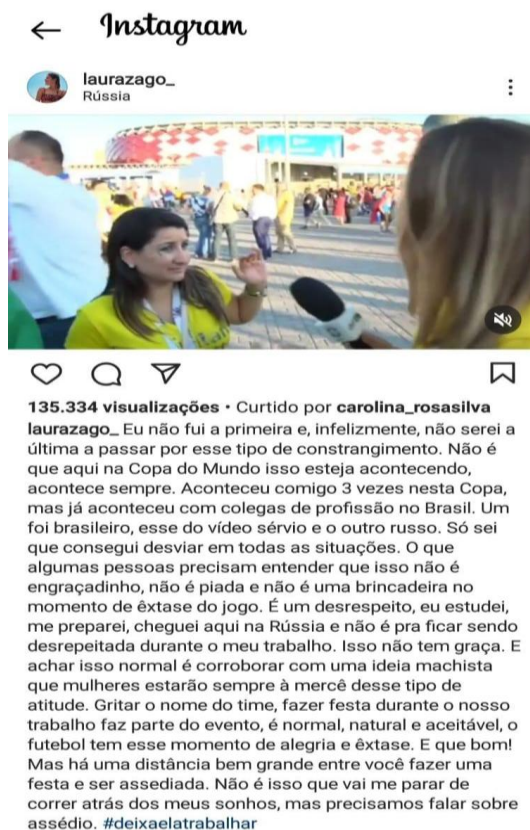 Instagram
laurazago_
Rússia
135.334 visualizações • Curtido por carolina_rosasilva
laurazago_ Eu não fui a primeira e, infelizmente, não serei a
última a passar por esse tipo de constrangimento. Não é
que aqui na Copa do Mundo isso esteja acontecendo,
acontece sempre. Aconteceu comigo 3 vezes nesta Copa,
mas já aconteceu com colegas de profissão no Brasil. Um
foi brasileiro, esse do vídeo sérvio e o outro russo. Só sei
que consegui desviar em todas as situações. O que
algumas pessoas precisam entender que isso não é
engraçadinho, não é piada e não é uma brincadeira no
momento de êxtase do jogo. É um desrespeito, eu estudei,
me preparei, cheguei aqui na Rússia e não é pra ficar sendo
desrepeitada durante o meu trabalho. Isso não tem graça. E
achar isso normal é corroborar com uma ideia machista
que mulheres estarão sempre à mercê desse tipo de
atitude. Gritar o nome do time, fazer festa durante o nosso
trabalho faz parte do evento, é normal, natural e aceitável, o
futebol tem esse momento de alegria e êxtase. E que bom!
Mas há uma distância bem grande entre você fazer uma
festa e ser assediada. Não é isso que vai me parar de
correr atrás dos meus sonhos, mas precisamos falar sobre
assédio. #deixaelatrabalhar